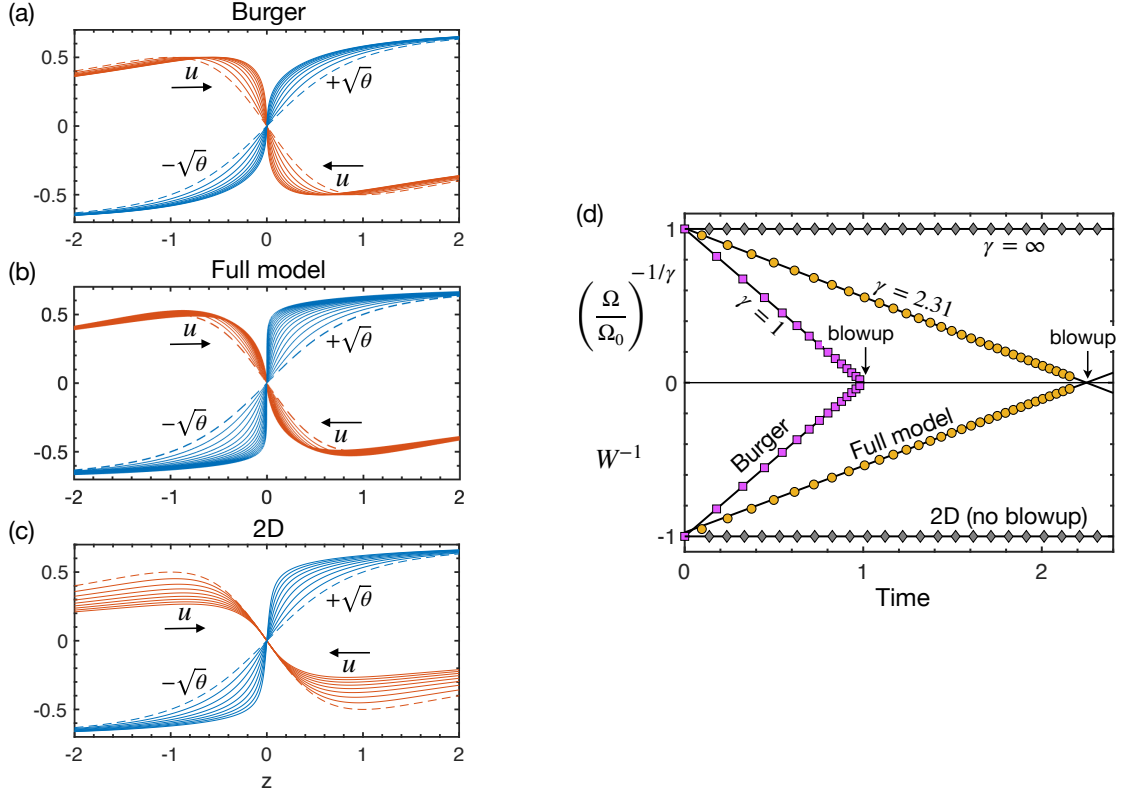 (a)
Burger
0.5
0
-0.5
-2
-1
0
1
2
u
+√θ
-√θ
u
(b)
Full model
0.5
0
-0.5
-2
-1
0
1
2
u
+√θ
-√θ
u
(c)
2D
0.5
0
-0.5
-2
-1
0
1
2
u
+√θ
-√θ
u
z
(d)
(Ω/Ω₀)^(-1/γ)
W⁻¹
1
0
-1
0
1
2
γ = ∞
γ = 2.31
γ = 1
blowup
blowup
Burger
Full model
2D (no blowup)
Time